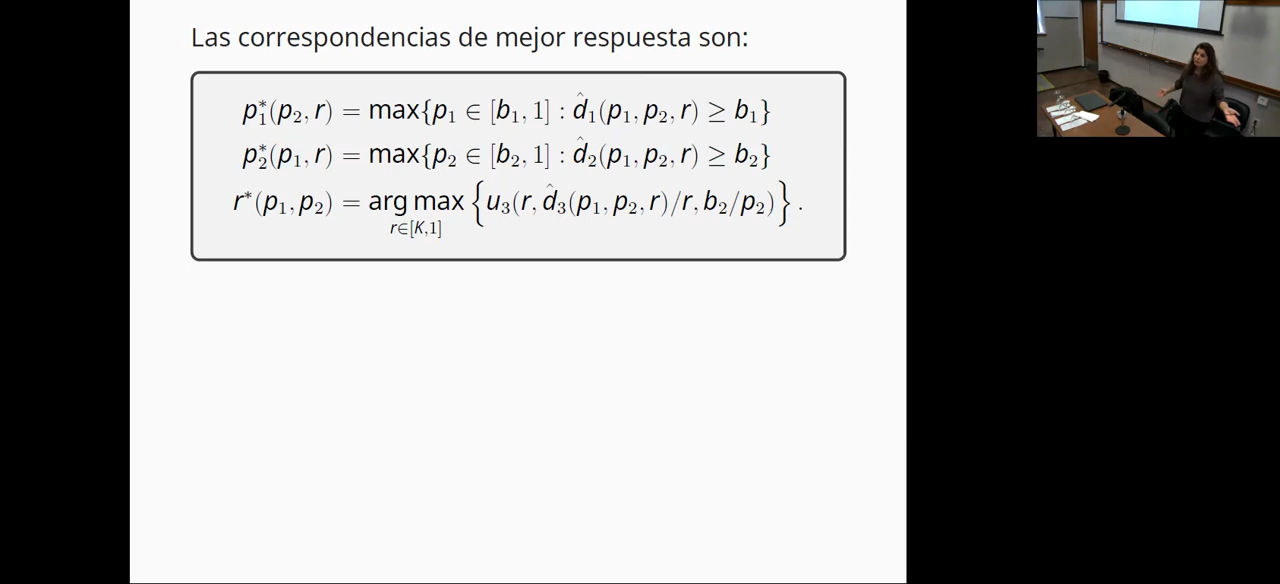 Las correspondencias de mejor respuesta son:
p₁*(p₂, r) = max{p₁ ∈ [b₁, 1] : d̂₁(p₁, p₂, r) ≥ b₁}
p₂*(p₁, r) = max{p₂ ∈ [b₂, 1] : d̂₂(p₁, p₂, r) ≥ b₂}
r*(p₁, p₂) = arg max {u₃(r, d̂₃(p₁, p₂, r)/r, b₂/p₂)} .
r∈[K,1]